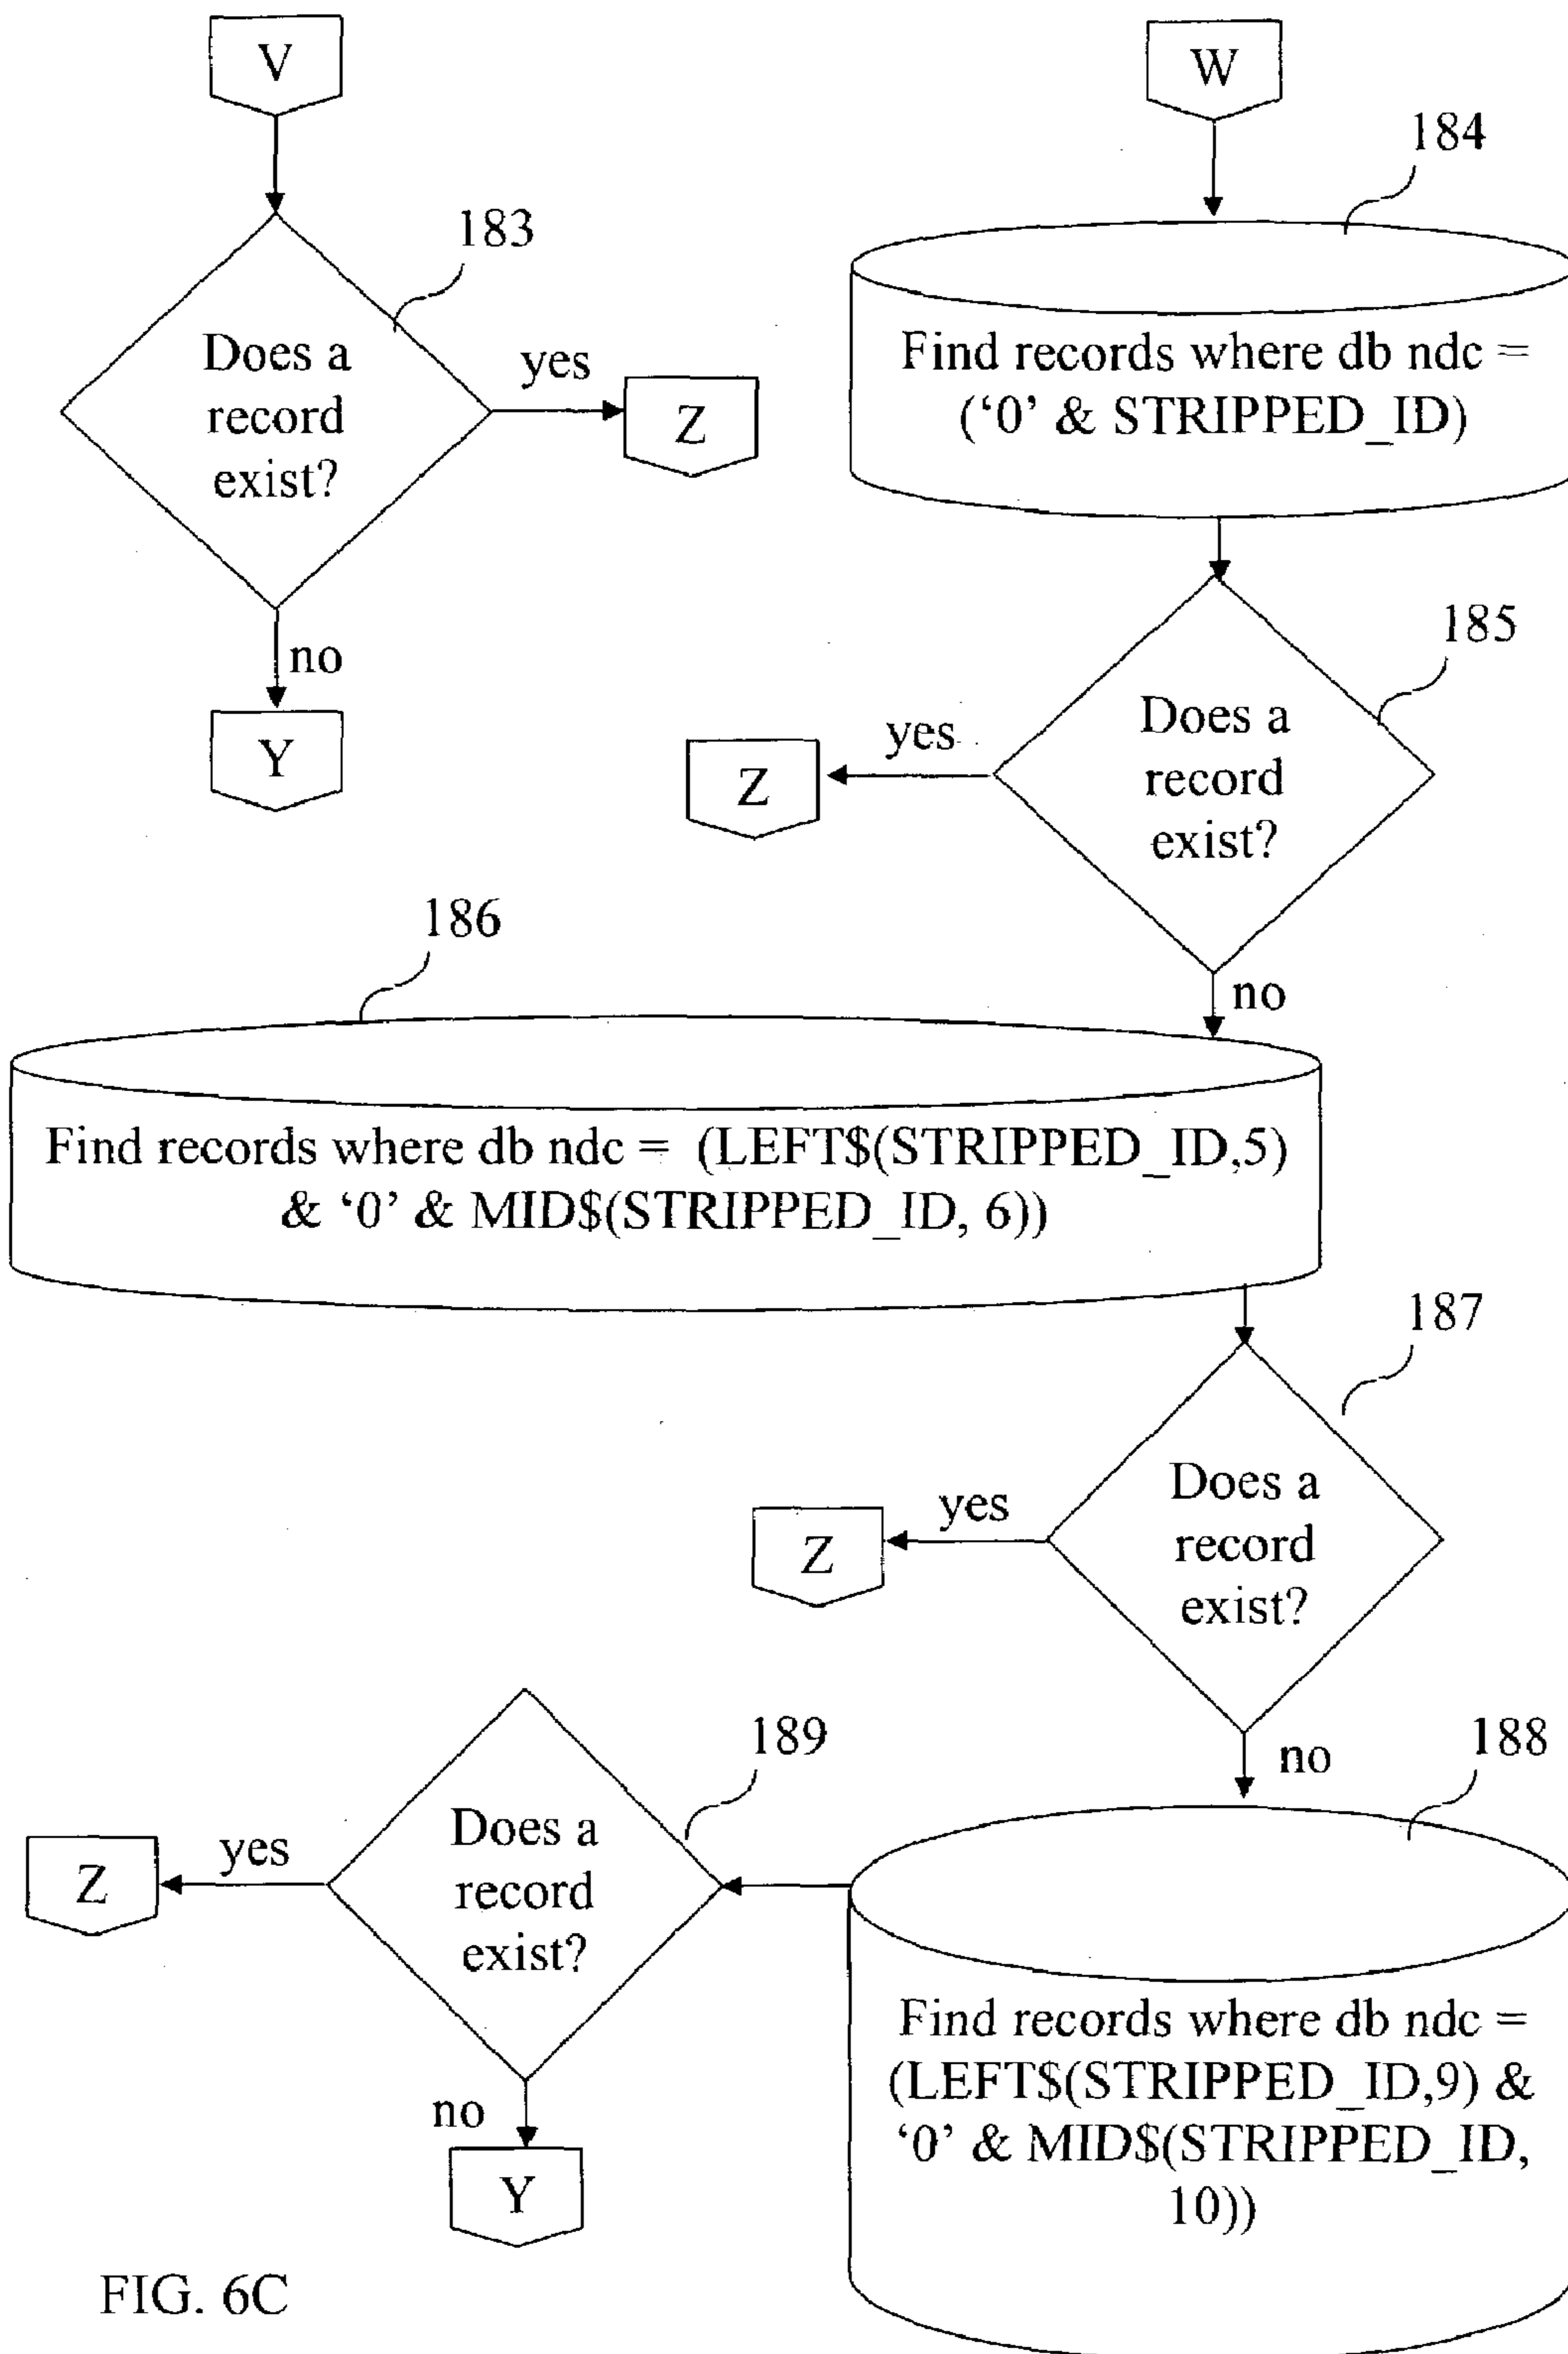 V
W
184
183
Does a
record
exist?
yes
Z
Find records where db ndc =
(‘0’ & STRIPPED_ID)
no
Y
185
Does a
record
exist?
yes
Z
no
186
Find records where db ndc = (LEFT$(STRIPPED_ID,5)
& ‘0’ & MID$(STRIPPED_ID, 6))
187
Does a
record
exist?
yes
Z
no
188
189
Does a
record
exist?
yes
Z
no
Y
Find records where db ndc =
(LEFT$(STRIPPED_ID,9) &
‘0’ & MID$(STRIPPED_ID,
10))
FIG. 6C